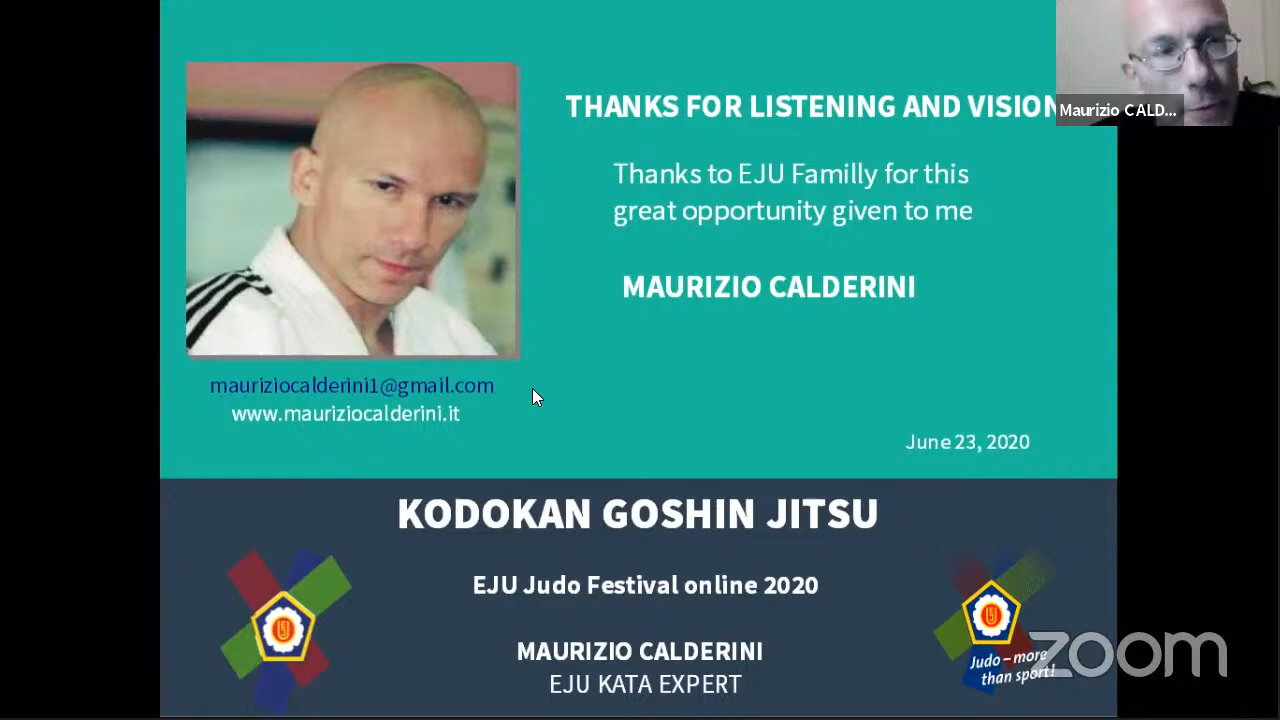 THANKS FOR LISTENING AND VISION
Maurizio CALD...
Thanks to EJU Familly for this
great opportunity given to me
MAURIZIO CALDERINI
mauriziocalderini1@gmail.com
www.mauriziocalderini.it
June 23, 2020
KODOKAN GOSHIN JITSU
EJU Judo Festival online 2020
MAURIZIO CALDERINI
EJU KATA EXPERT
Judo – more
than sport!
zoom